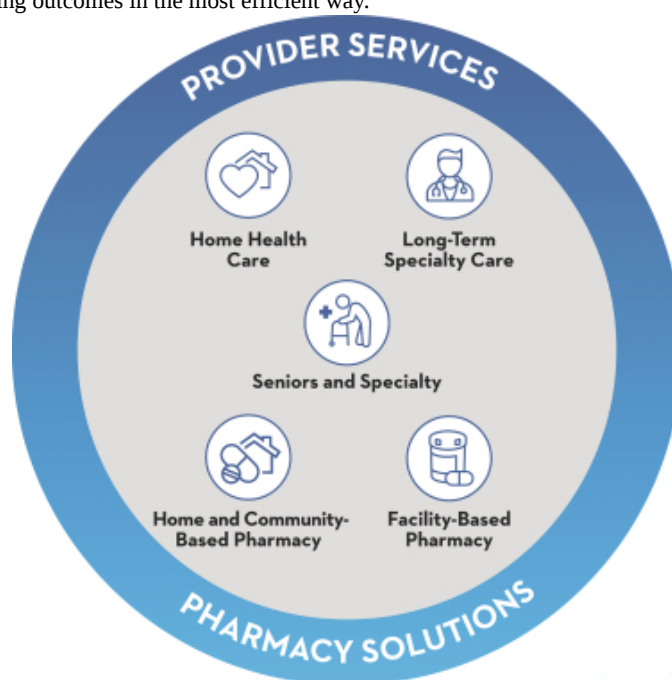 ng outcomes in the most efficient way.
PROVIDER SERVICES
Home Health
Care
Long-Term
Specialty Care
Seniors and Specialty
Home and Community-
Based Pharmacy
Facility-Based
Pharmacy
PHARMACY SOLUTIONS